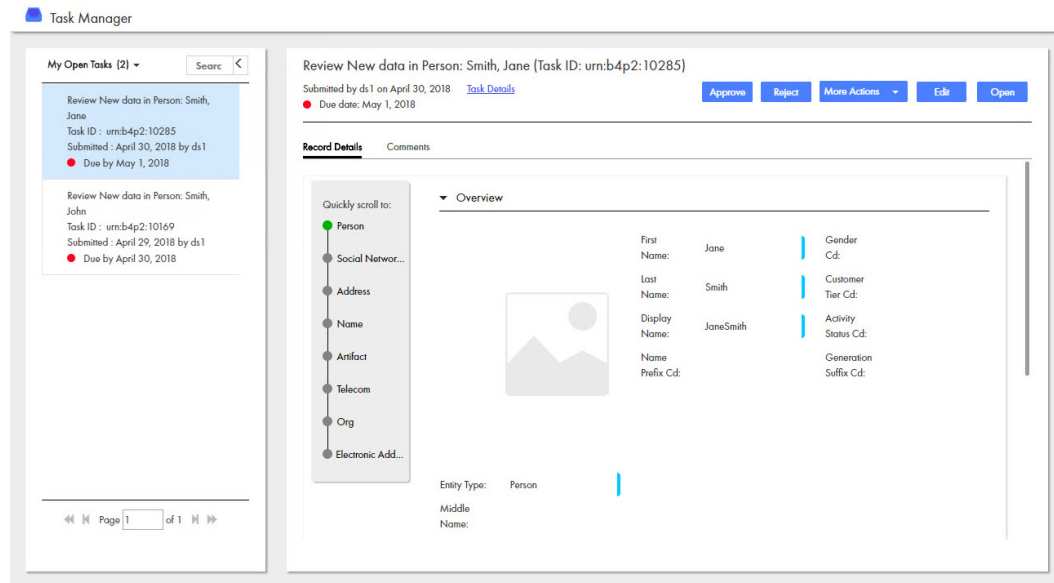 Task Manager
My Open Tasks (2)
Searc
Review New data in Person: Smith,
Jane
Task ID : urn:b4p2:10285
Submitted : April 30, 2018 by ds1
Due by May 1, 2018
Review New data in Person: Smith,
John
Task ID : urn:b4p2:10169
Submitted : April 29, 2018 by ds1
Due by April 30, 2018
Page 1 of 1
Review New data in Person: Smith, Jane (Task ID: urn:b4p2:10285)
Submitted by ds1 on April 30, 2018 Task Details
Due date: May 1, 2018
Approve Reject More Actions Edit Open
Record Details Comments
Quickly scroll to:
Person
Social Networ...
Address
Name
Artifact
Telecom
Org
Electronic Add...
Overview
First
Name:
Jane
Last
Name:
Smith
Display
Name:
JaneSmith
Name
Prefix Cd:
Gender
Cd:
Customer
Tier Cd:
Activity
Status Cd:
Generation
Suffix Cd:
Entity Type: Person
Middle
Name: